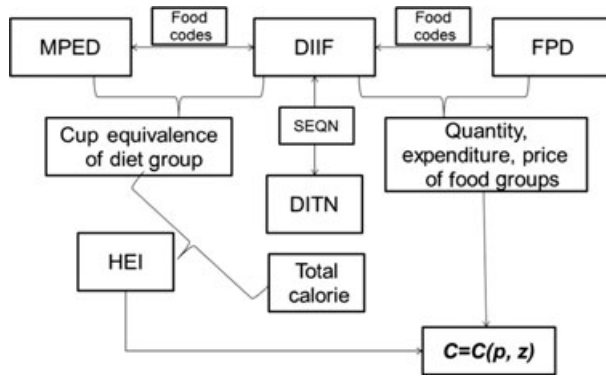 Food
codes
Food
codes
MPED
DIIF
FPD
SEQN
Cup equivalence
of diet group
Quantity,
expenditure, price
of food groups
DITN
HEI
Total
calorie
C=C(p, z)